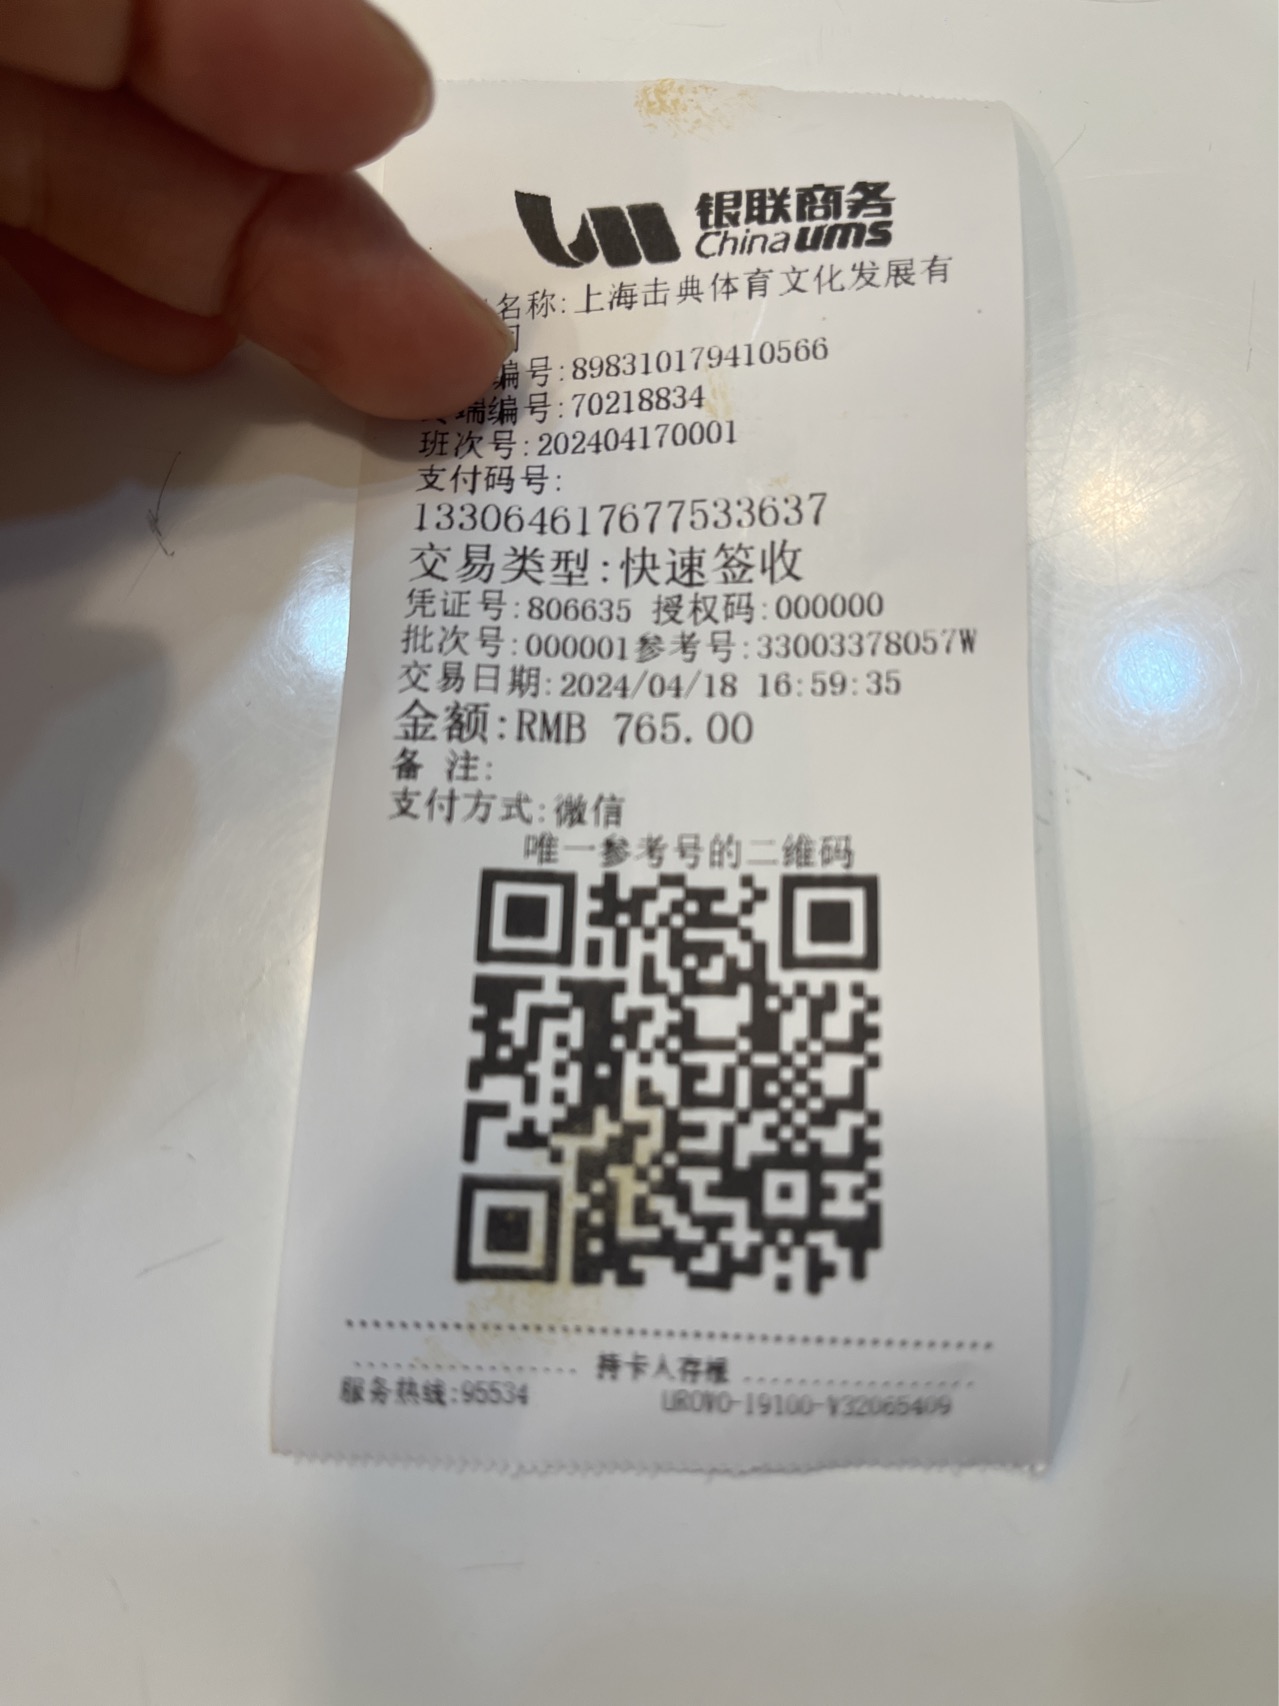 银联商务
China ums
名称:上海击典体育文化发展有
编号:898310179410566
端编号:70218834
班次号:202404170001
支付码号:
133064617677533637
交易类型:快速签收
凭证号:806635 授权码:000000
批次号:000001参考号:33003378057W
交易日期:2024/04/18 16:59:35
金额:RMB 765.00
备 注:
支付方式:微信
唯一参考号的二维码
持卡人存根
服务热线:95534 UROVO-I9100-V32065409